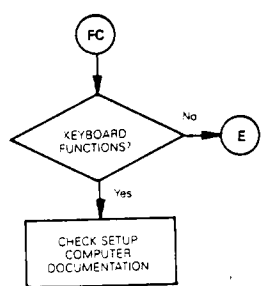 FC
No
KEYBOARD
FUNCTIONS?
E
Yes
CHECK SETUP
COMPUTER
DOCUMENTATION